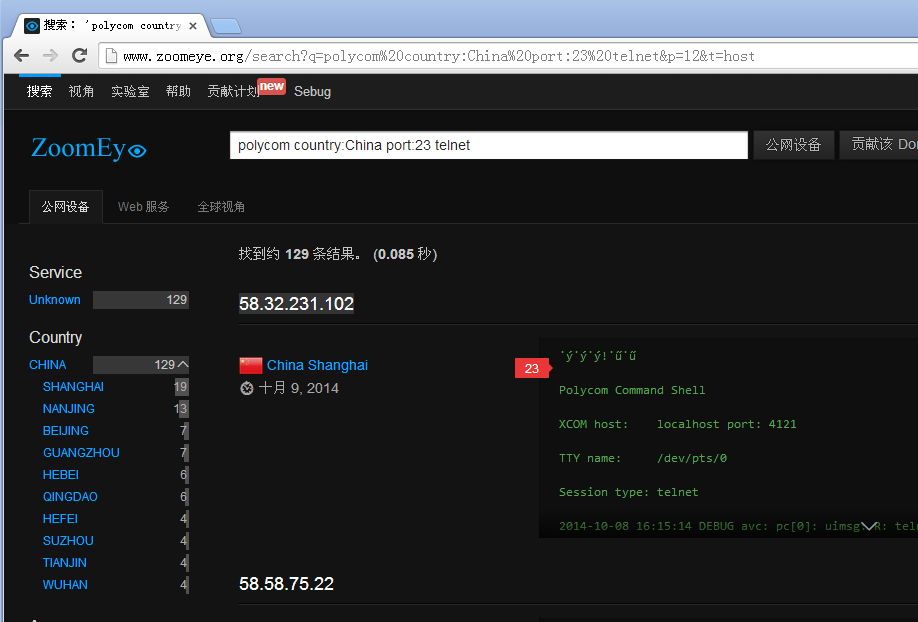 搜索： 'polycom country
www.zoomeye.org/search?q=polycom%20country:China%20port:23%20telnet&p=12&t=host
搜索 视角 实验室 帮助 贡献计划 new Sebug
ZoomEy
polycom country:China port:23 telnet
公网设备 贡献该 Do
公网设备 Web 服务 全球视角
找到约 129 条结果。 (0.085 秒)
Service
Unknown 129
58.32.231.102
Country
CHINA 129
SHANGHAI 19
NANJING 13
BEIJING 7
GUANGZHOU 7
HEBEI 6
QINGDAO 6
HEFEI 4
SUZHOU 4
TIANJIN 4
WUHAN 4
China Shanghai
十月 9, 2014
23
Polycom Command Shell
XCOM host: localhost port: 4121
TTY name: /dev/pts/0
Session type: telnet
2014-10-08 16:15:14 DEBUG avc: pc[0]: uimsg R: tel
58.58.75.22